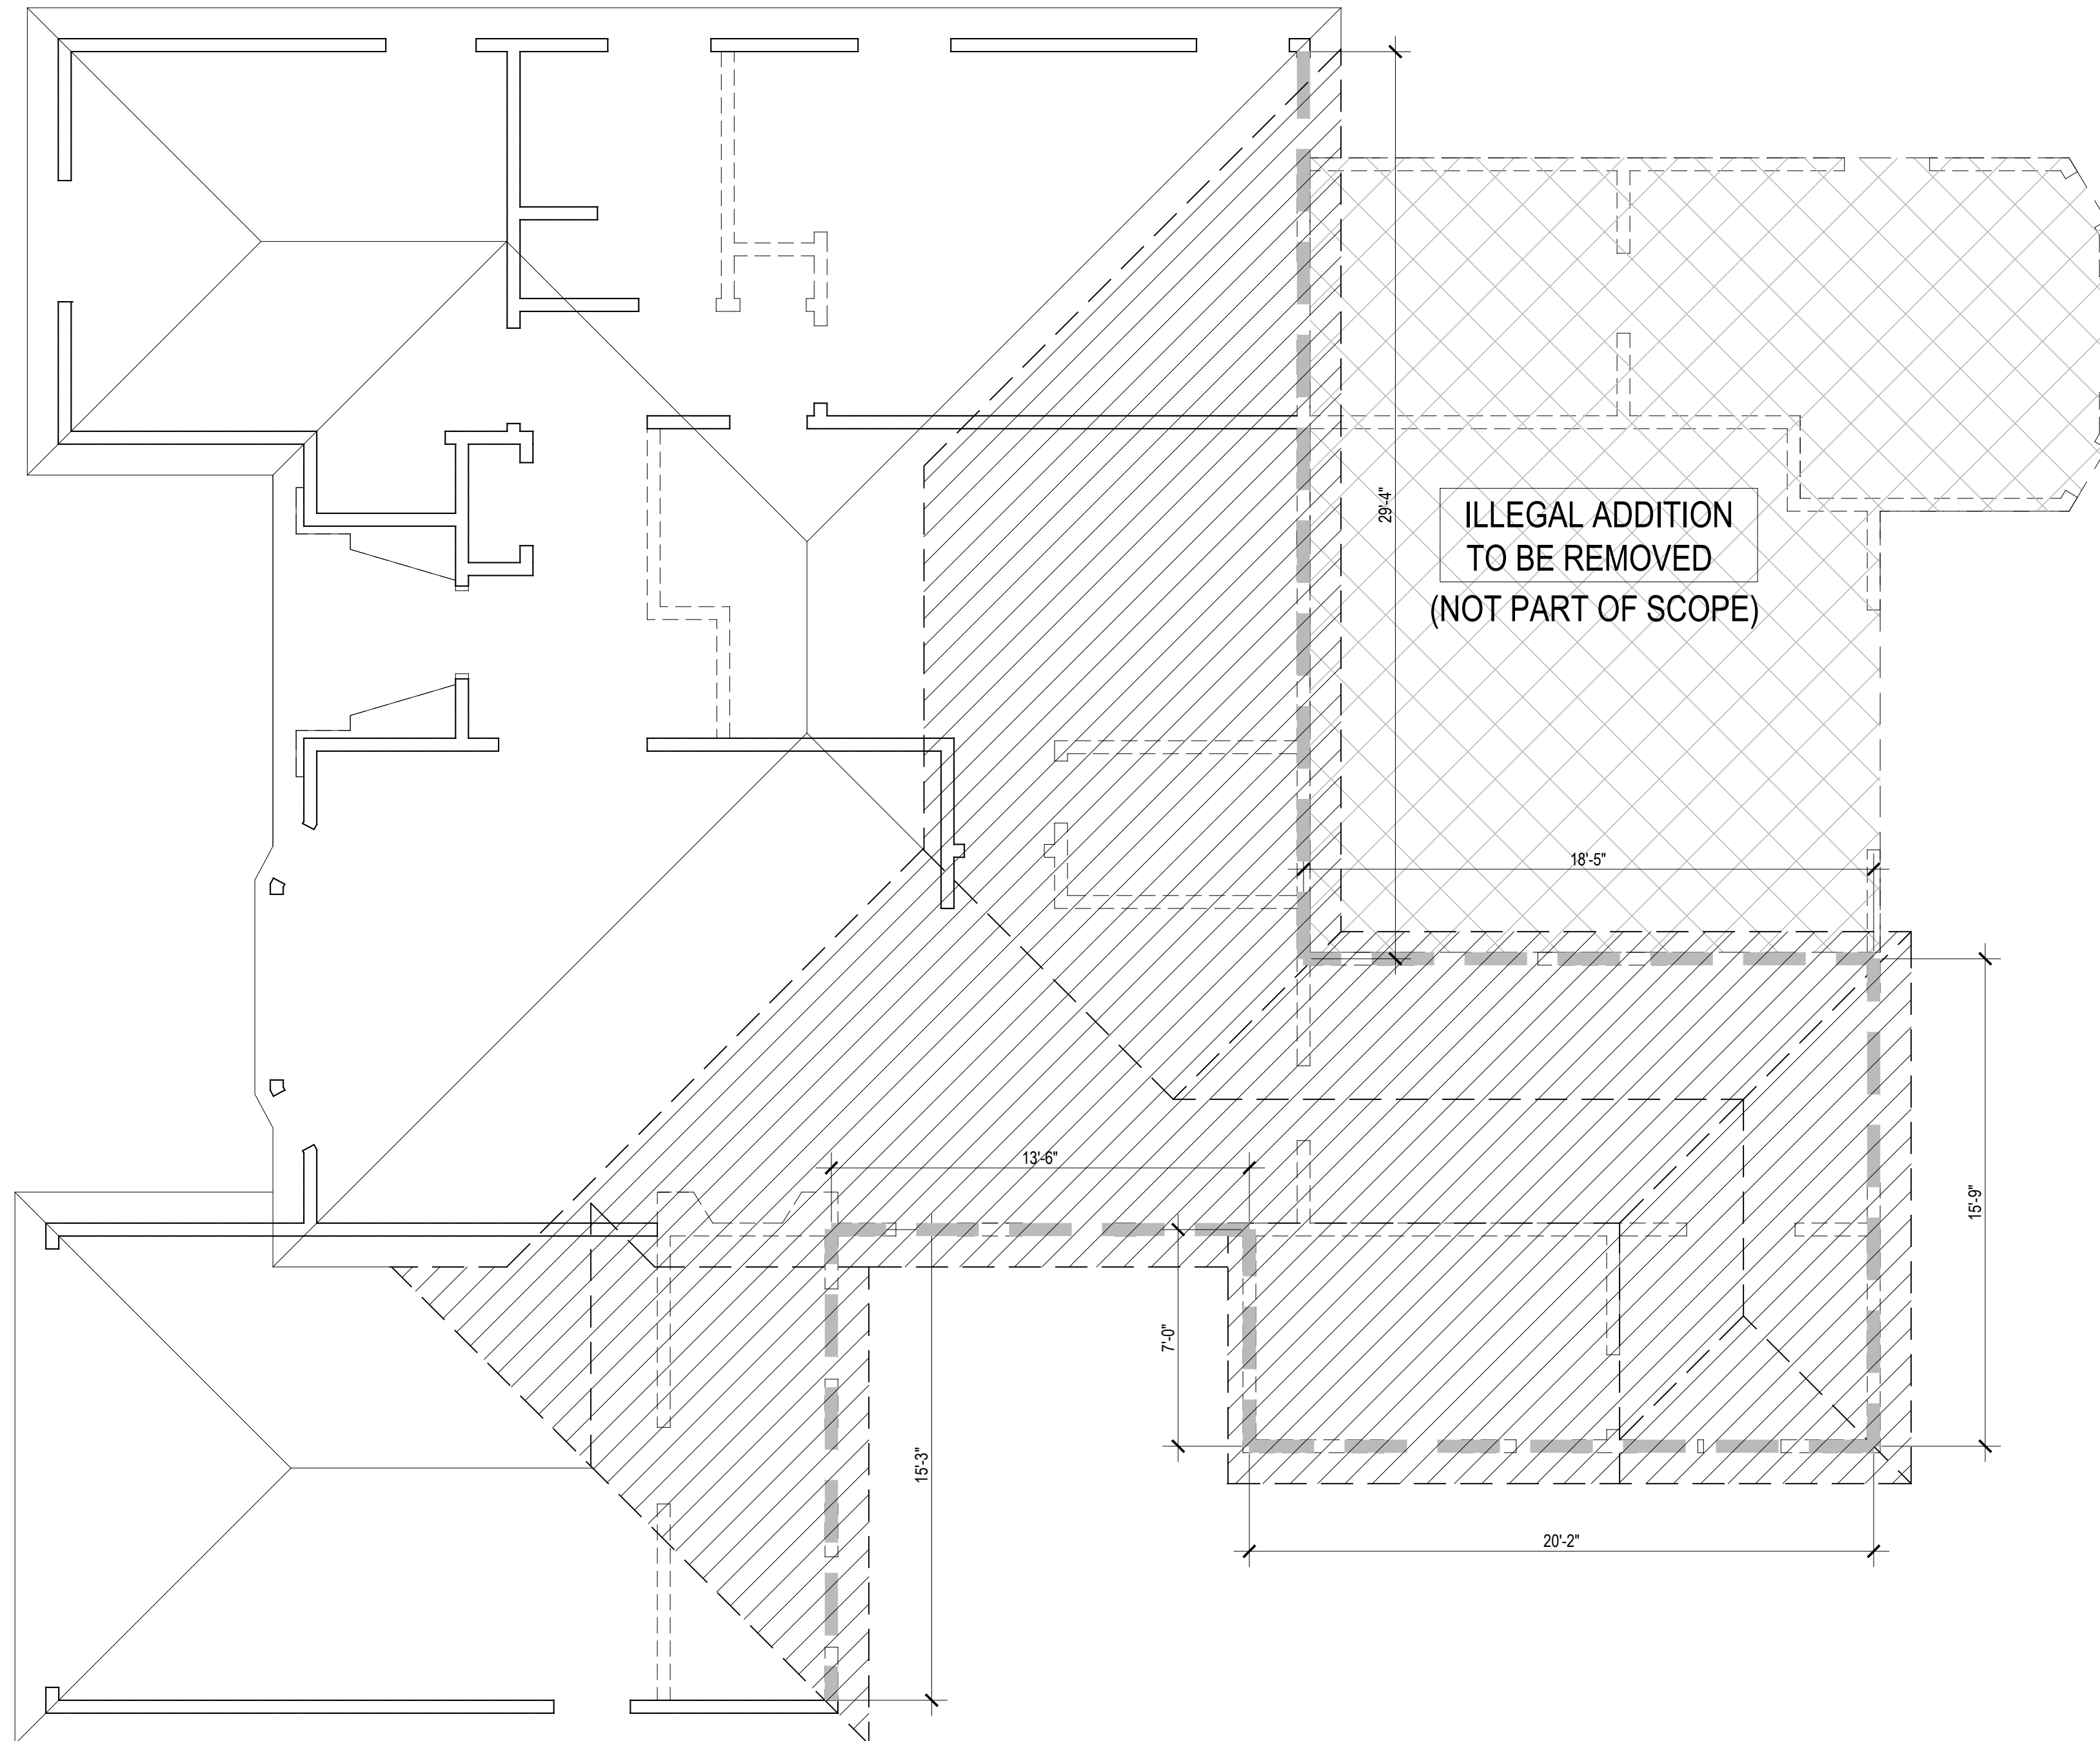 29'-4"
ILLEGAL ADDITION
TO BE REMOVED
(NOT PART OF SCOPE)
18'-5"
13'-6"
15'-9"
7'-0"
15'-3"
20'-2"